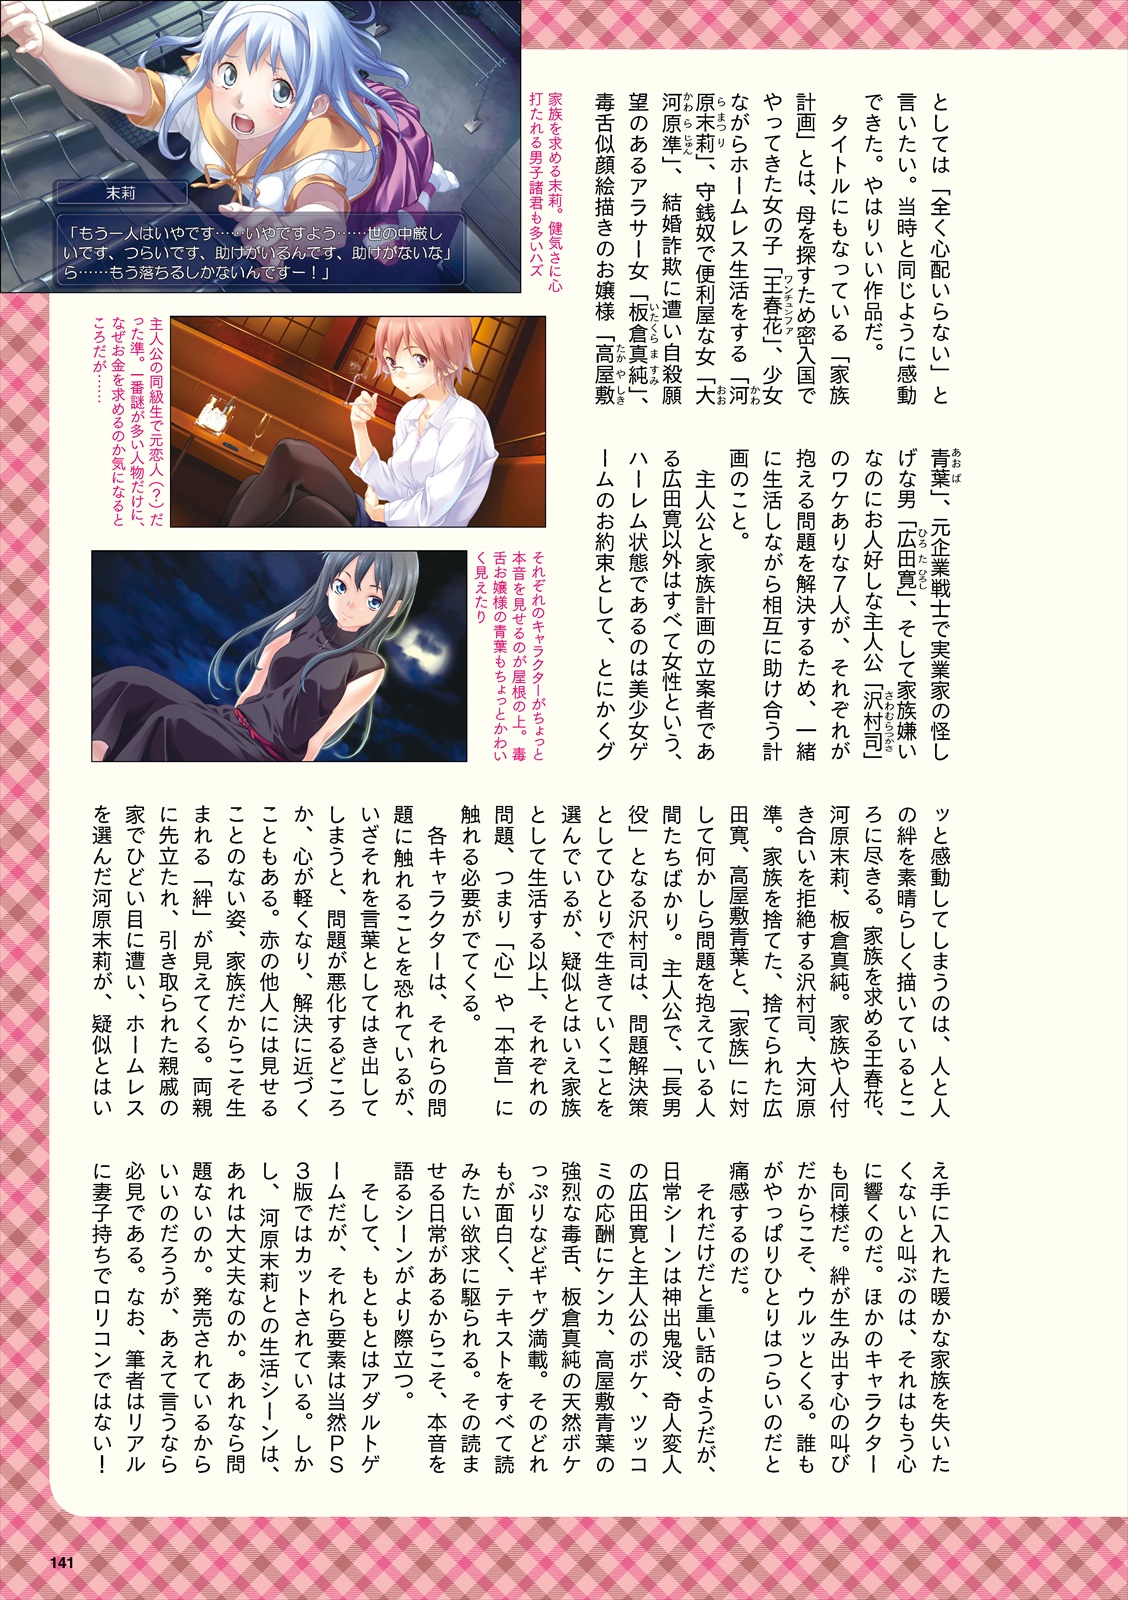 としては「全く心配いらない」と
言いたい。当時と同じように感動
できた。やはりいい作品だ。
タイトルにもなっている「家族
計画」とは、母を探すため密入国で
やってきた女の子「王春花」、少女
ワンチュンファ
ながらホームレス生活をする「河
かわ
原末莉」、守銭奴で便利屋な女「大
らまつり
おお
河原準」、結婚詐欺に遭い自殺願
かわらじゅん
望のあるアラサー女「板倉真純」、
いたくらますみ
毒舌似顔絵描きのお嬢様「高屋敷
たかやしき
青葉」、元企業戦士で実業家の怪し
あおば
げな男「広田寛」、そして家族嫌い
ひろたひろし
なのにお人好しな主人公「沢村司」
さわむらつかさ
のワケありな7人が、それぞれが
抱える問題を解決するため、一緒
に生活しながら相互に助け合う計
画のこと。
主人公と家族計画の立案者であ
る広田寛以外はすべて女性という、
ハーレム状態であるのは美少女ゲ
ームのお約束として、とにかくグ
ッと感動してしまうのは、人と人
の絆を素晴らしく描いているとこ
ろに尽きる。家族を求める王春花、
河原末莉、板倉真純。家族や人付
き合いを拒絶する沢村司、大河原
準。家族を捨てた、捨てられた広
田寛、高屋敷青葉と、「家族」に対
して何かしら問題を抱えている人
間たちばかり。主人公で、「長男
役」となる沢村司は、問題解決策
としてひとりで生きていくことを
選んでいるが、疑似とはいえ家族
として生活する以上、それぞれの
問題、つまり「心」や「本音」に
触れる必要がでてくる。
各キャラクターは、それらの問
題に触れることを恐れているが、
いざそれを言葉としてはき出して
しまうと、問題が悪化するどころ
か、心が軽くなり、解決に近づく
こともある。赤の他人には見せる
ことのない姿、家族だからこそ生
まれる「絆」が見えてくる。両親
に先立たれ、引き取られた親戚の
家でひどい目に遭い、ホームレス
を選んだ河原末莉が、疑似とはい
え手に入れた暖かな家族を失いた
くないと叫ぶのは、それはもう心
に響くのだ。ほかのキャラクター
も同様だ。絆が生み出す心の叫び
だからこそ、ウルッとくる。誰も
がやっぱりひとりはつらいのだと
痛感するのだ。
それだけだと重い話のようだが、
日常シーンは神出鬼没、奇人変人
の広田寛と主人公のボケ、ツッコ
ミの応酬にケンカ、高屋敷青葉の
強烈な毒舌、板倉真純の天然ボケ
っぷりなどギャグ満載。そのどれ
もが面白く、テキストをすべて読
みたい欲求に駆られる。その読ま
せる日常があるからこそ、本音を
語るシーンがより際立つ。
そして、もともとはアダルトゲ
ームだが、それら要素は当然PS
3版ではカットされている。しか
し、河原末莉との生活シーンは、
あれは大丈夫なのか。あれなら問
題ないのか。発売されているから
いいのだろうが、あえて言うなら
必見である。なお、筆者はリアル
に妻子持ちでロリコンではない！
末莉
「もう一人はいやです……いやですよう……世の中厳し
いです、つらいです、助けがいるんです、助けがないな
ら……もう落ちるしかないんですー！」
家族を求める末莉。健気さに心
打たれる男子諸君も多いハズ
主人公の同級生で元恋人（？）だ
った準。一番謎が多い人物だけに、
なぜお金を求めるのか気になると
ころだが……
それぞれのキャラクターがちょっと
本音を見せるのが屋根の上。毒
舌お嬢様の青葉もちょっとかわい
く見えたり
141